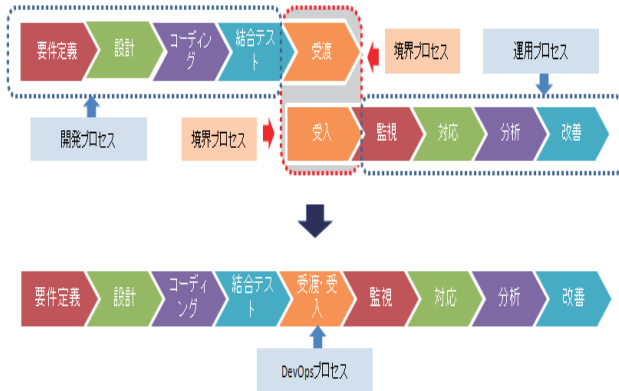 要件定義
設計
コーディン
グ
結合テス
ト
受渡
境界プロセス
運用プロセス
開発プロセス
境界プロセス
受入
監視
対応
分析
改善
要件定義
設計
コーディ
ング
結合テス
ト
受渡・受
入
監視
対応
分析
改善
DevOpsプロセス